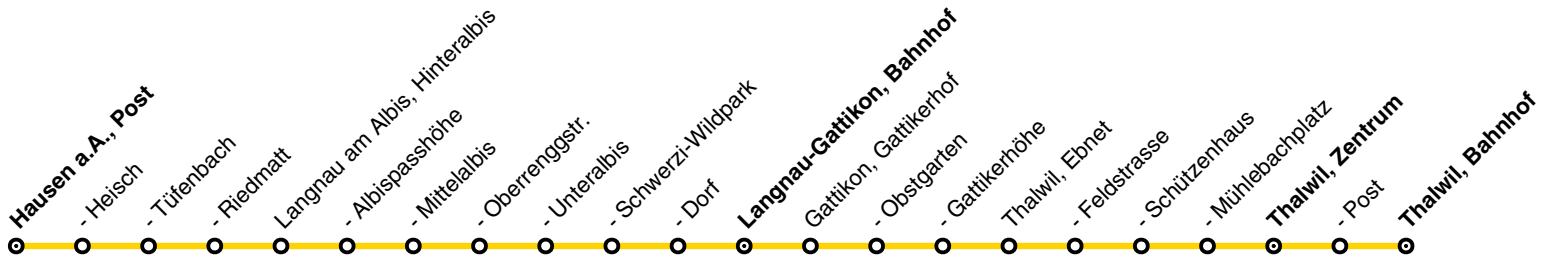 Hausen a.A., Post
- Heisch
- Tüfenbach
- Riedmatt
Langnau am Albis, Hinteralbis
- Albispasshöhe
- Mittelalbis
- Oberrenggstr.
- Unteralbis
- Schwerzi-Wildpark
- Dorf
Langnau-Gattikon, Bahnhof
Gattikon, Gattikerhof
- Obstgarten
- Gattikerhöhe
Thalwil, Ebnet
- Feldstrasse
- Schützenhaus
- Mühlebachplatz
Thalwil, Zentrum
- Post
Thalwil, Bahnhof